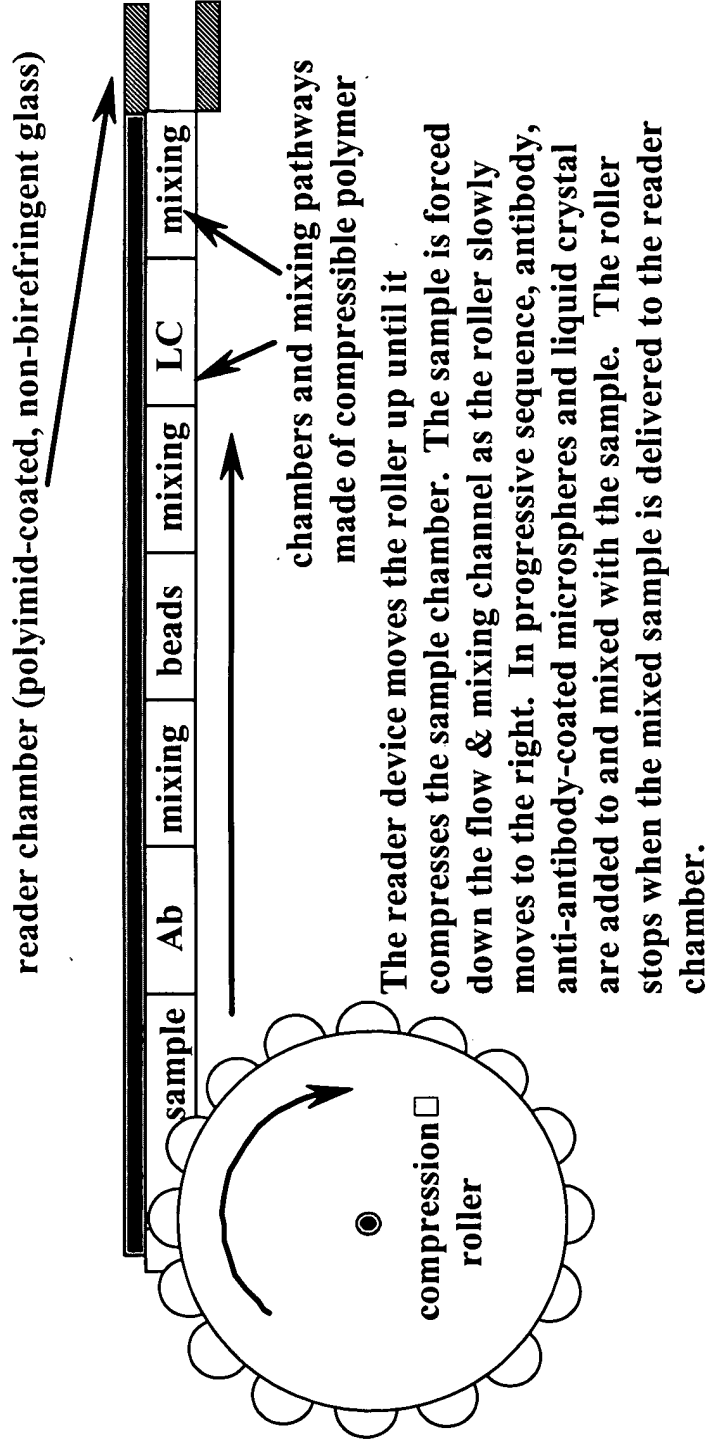 reader chamber (polyimid-coated, non-birefringent glass)
sample
Ab
mixing
beads
mixing
LC
mixing
chambers and mixing pathways
made of compressible polymer
compression
roller
The reader device moves the roller up until it
compresses the sample chamber. The sample is forced
down the flow & mixing channel as the roller slowly
moves to the right. In progressive sequence, antibody,
anti-antibody-coated microspheres and liquid crystal
are added to and mixed with the sample. The roller
stops when the mixed sample is delivered to the reader
chamber.